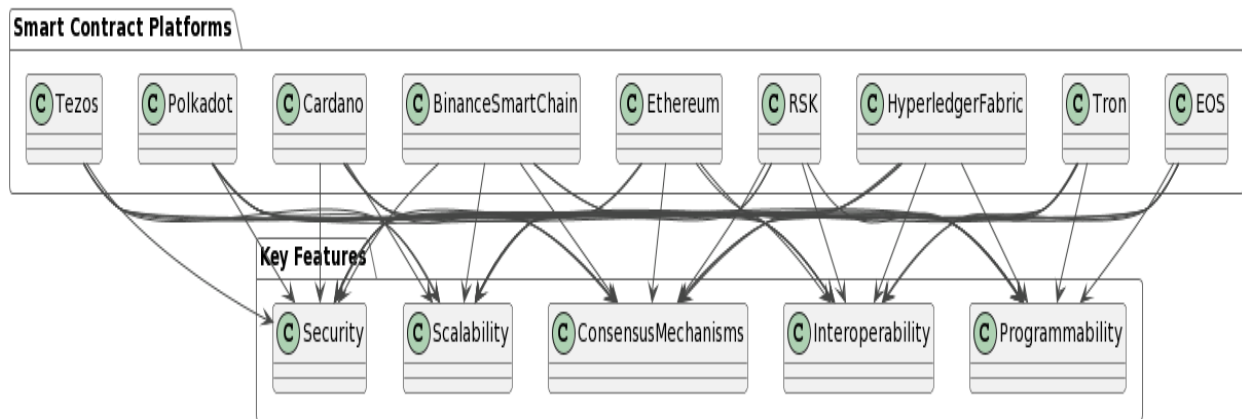 Smart Contract Platforms
C Tezos
C Polkadot
C Cardano
C BinanceSmartChain
C Ethereum
C RSK
C HyperledgerFabric
C Tron
C EOS
Key Features
C Security
C Scalability
C ConsensusMechanisms
C Interoperability
C Programmability